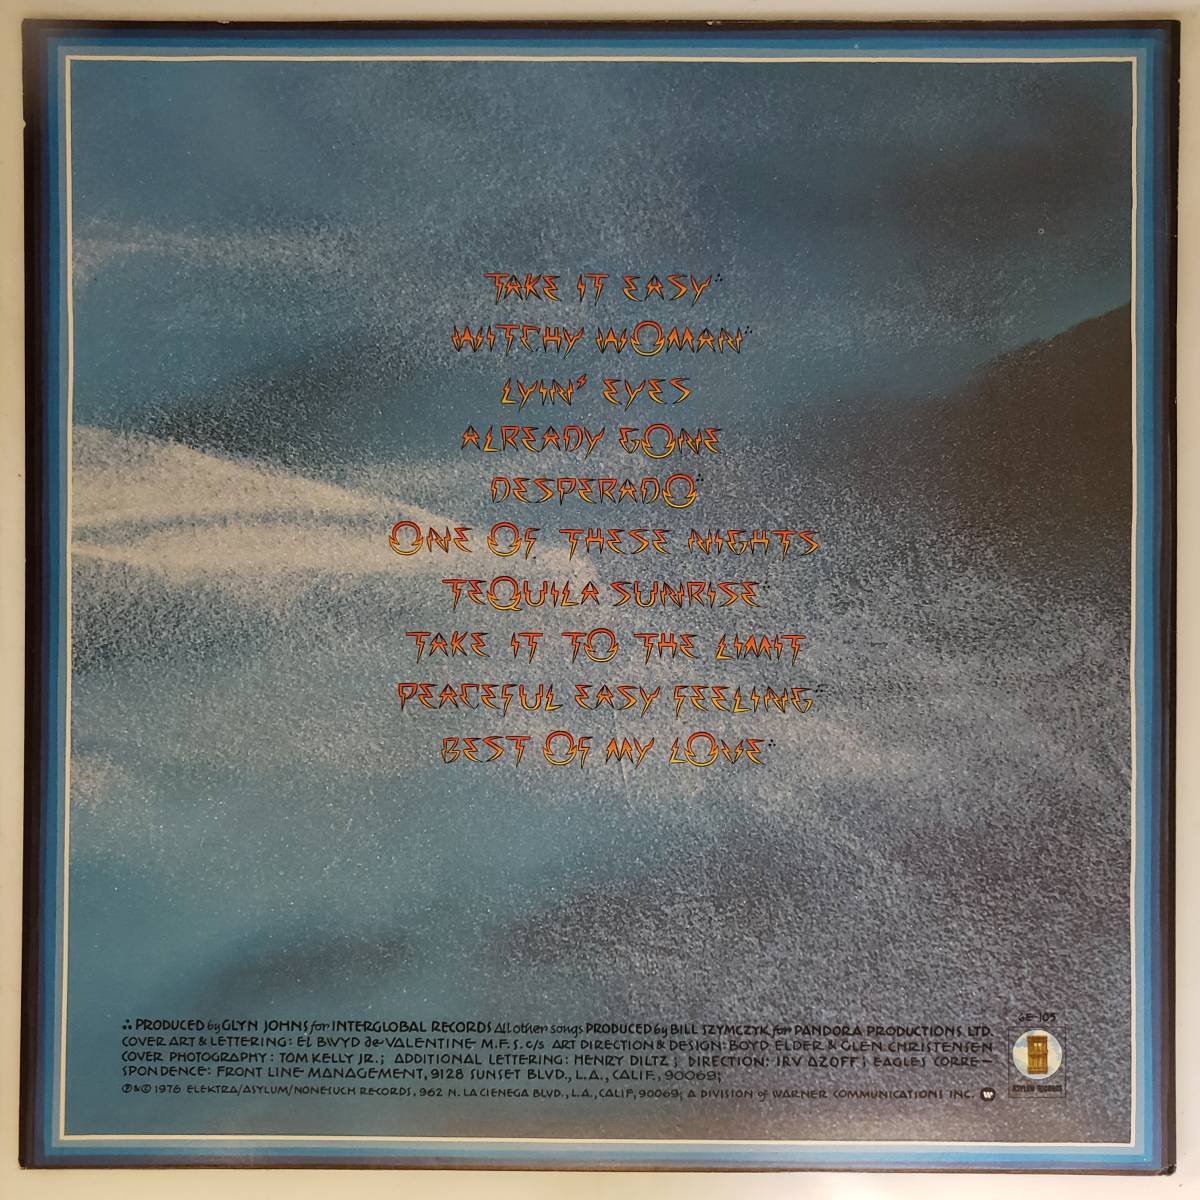 TAKE IT EASY∴
WITCHY WOMAN∴
LYIN' EYES
ALREADY GONE
DESPERADO∴
ONE OF THESE NIGHTS
TEQUILA SUNRISE∴
TAKE IT TO THE LIMIT
PEACEFUL EASY FEELING∴
BEST OF MY LOVE∴
∴ PRODUCED by GLYN JOHNS for INTERGLOBAL RECORDS All other songs PRODUCED by BILL SZYMCZYK for PANDORA PRODUCTIONS LTD.
COVER ART & LETTERING: El BWYD de VALENTINE M.F.S. c/s ART DIRECTION & DESIGN: BOYD ELDER & GLEN CHRISTENSEN
COVER PHOTOGRAPHY: TOM KELLY JR.; ADDITIONAL LETTERING: HENRY DILTZ; DIRECTION: IRV AZOFF; EAGLES CORRE-
SPONDENCE: FRONT LINE MANAGEMENT, 9128 SUNSET BLVD., L.A., CALIF., 90069;
℗&© 1976 ELEKTRA/ASYLUM/NONESUCH RECORDS, 962 N. LA CIENEGA BLVD., L.A., CALIF, 90069; A DIVISION of WARNER COMMUNICATIONS INC.
6E-105
ASYLUM RECORDS